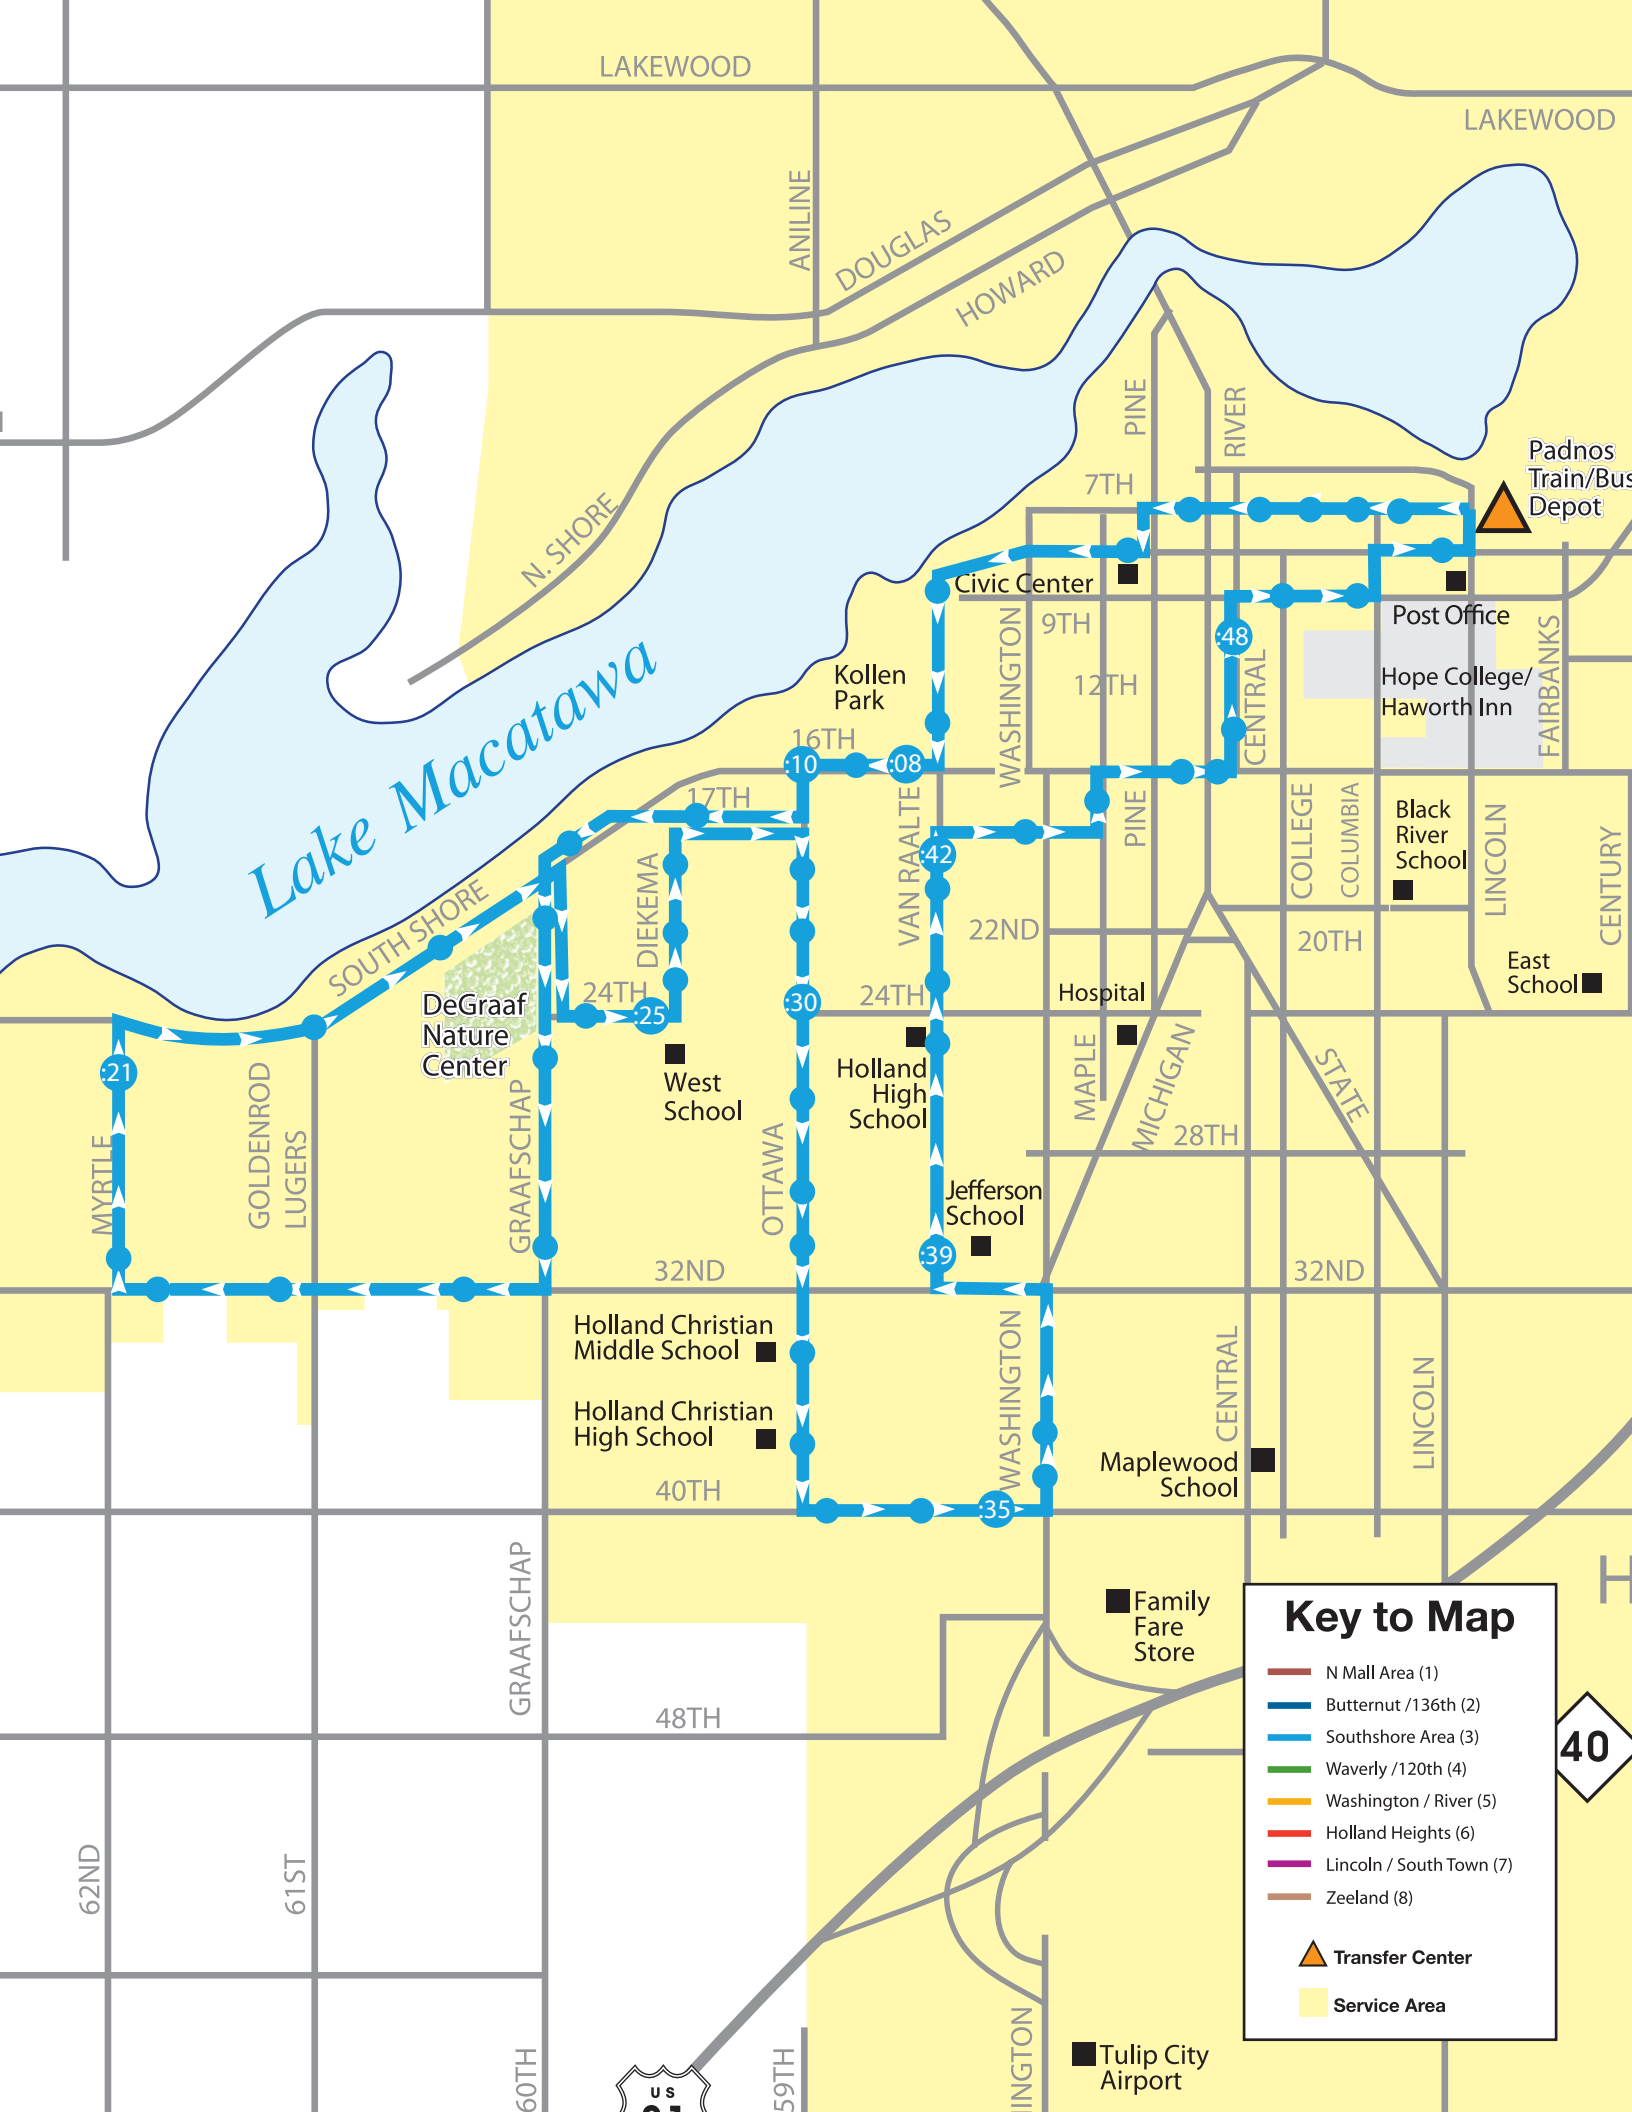 LAKEWOOD
LAKEWOOD
ANILINE
DOUGLAS
HOWARD
PINE
RIVER
Padnos
Train/Bus
Depot
7TH
N. SHORE
Civic Center
Post Office
WASHINGTON
9TH
:48
FAIRBANKS
Lake Macatawa
Kollen
Park
12TH
CENTRAL
Hope College/
Haworth Inn
16TH
:10
:08
17TH
VAN RAALTE
PINE
COLLEGE
COLUMBIA
Black
River
School
LINCOLN
CENTURY
:42
DIEKEMA
SOUTH SHORE
22ND
20TH
East
School
DeGraaf
Nature
Center
24TH
:25
:30
24TH
Hospital
:21
GOLDENROD
LUGERS
West
School
Holland
High
School
MAPLE
MICHIGAN
STATE
MYRTLE
GRAAFSCHAP
OTTAWA
28TH
Jefferson
School
:39
32ND
32ND
Holland Christian
Middle School
WASHINGTON
CENTRAL
LINCOLN
Holland Christian
High School
Maplewood
School
40TH
:35
GRAAFSCHAP
Family
Fare
Store
H
48TH
Key to Map
N Mall Area (1)
Butternut /136th (2)
Southshore Area (3)
Waverly /120th (4)
Washington / River (5)
Holland Heights (6)
Lincoln / South Town (7)
Zeeland (8)
Transfer Center
Service Area
40
62ND
61ST
60TH
59TH
INGTON
Tulip City
Airport
US